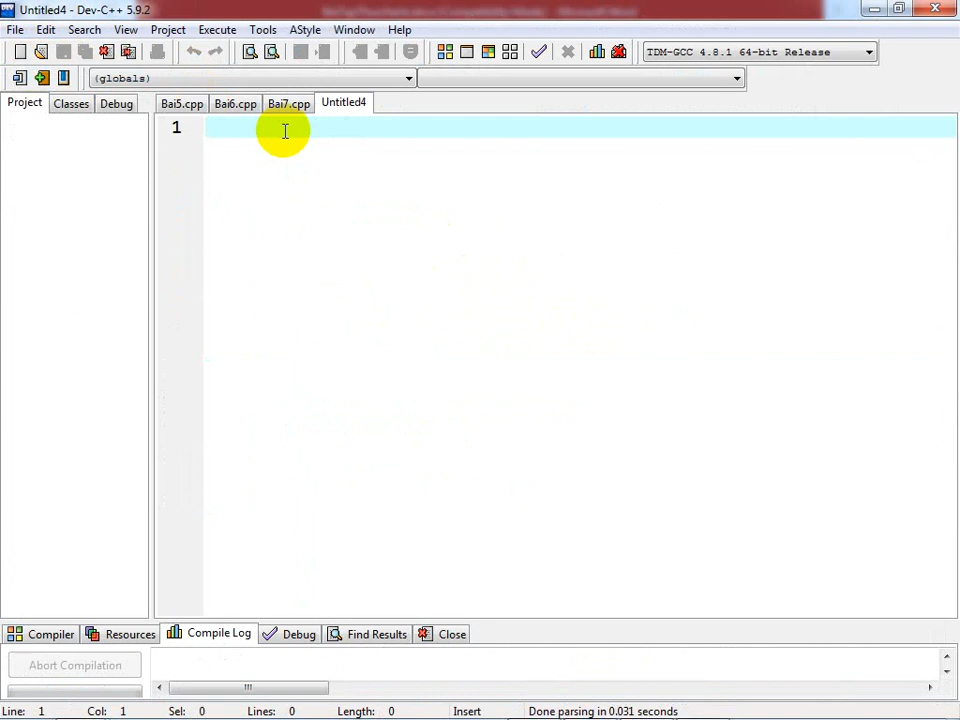 Untitled4 - Dev-C++ 5.9.2
File Edit Search View Project Execute Tools AStyle Window Help
TDM-GCC 4.8.1 64-bit Release
(globals)
Project Classes Debug Bai5.cpp Bai6.cpp Bai7.cpp Untitled4
1
Compiler Resources Compile Log Debug Find Results Close
Abort Compilation
Line: 1 Col: 1 Sel: 0 Lines: 0 Length: 0 Insert Done parsing in 0.031 seconds